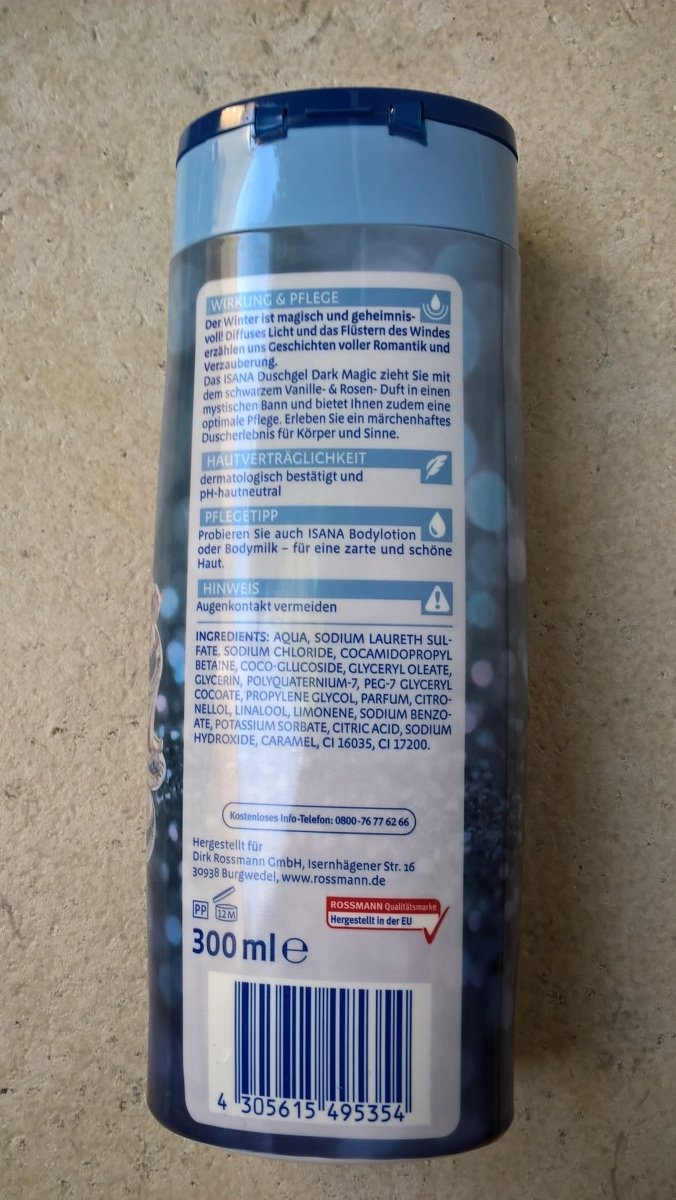 WIRKUNG & PFLEGE
Der Winter ist magisch und geheimnis-
voll! Diffuses Licht und das Flüstern des Windes
erzählen uns Geschichten voller Romantik und
Verzauberung.
Das ISANA Duschgel Dark Magic zieht Sie mit
dem schwarzem Vanille- & Rosen- Duft in einen
mystischen Bann und bietet Ihnen zudem eine
optimale Pflege. Erleben Sie ein märchenhaftes
Duscherlebnis für Körper und Sinne.
HAUTVERTRÄGLICHKEIT
dermatologisch bestätigt und
pH-hautneutral
PFLEGETIPP
Probieren Sie auch ISANA Bodylotion
oder Bodymilk – für eine zarte und schöne
Haut.
HINWEIS
Augenkontakt vermeiden
INGREDIENTS: AQUA, SODIUM LAURETH SUL-
FATE, SODIUM CHLORIDE, COCAMIDOPROPYL
BETAINE, COCO-GLUCOSIDE, GLYCERYL OLEATE,
GLYCERIN, POLYQUATERNIUM-7, PEG-7 GLYCERYL
COCOATE, PROPYLENE GLYCOL, PARFUM, CITRO-
NELLOL, LINALOOL, LIMONENE, SODIUM BENZO-
ATE, POTASSIUM SORBATE, CITRIC ACID, SODIUM
HYDROXIDE, CARAMEL, CI 16035, CI 17200.
Kostenloses Info-Telefon: 0800-76 77 62 66
Hergestellt für
Dirk Rossmann GmbH, Isernhägener Str. 16
30938 Burgwedel, www.rossmann.de
PP 12M
ROSSMANN Qualitätsmarke
Hergestellt in der EU
300 ml e
4 305615 495354